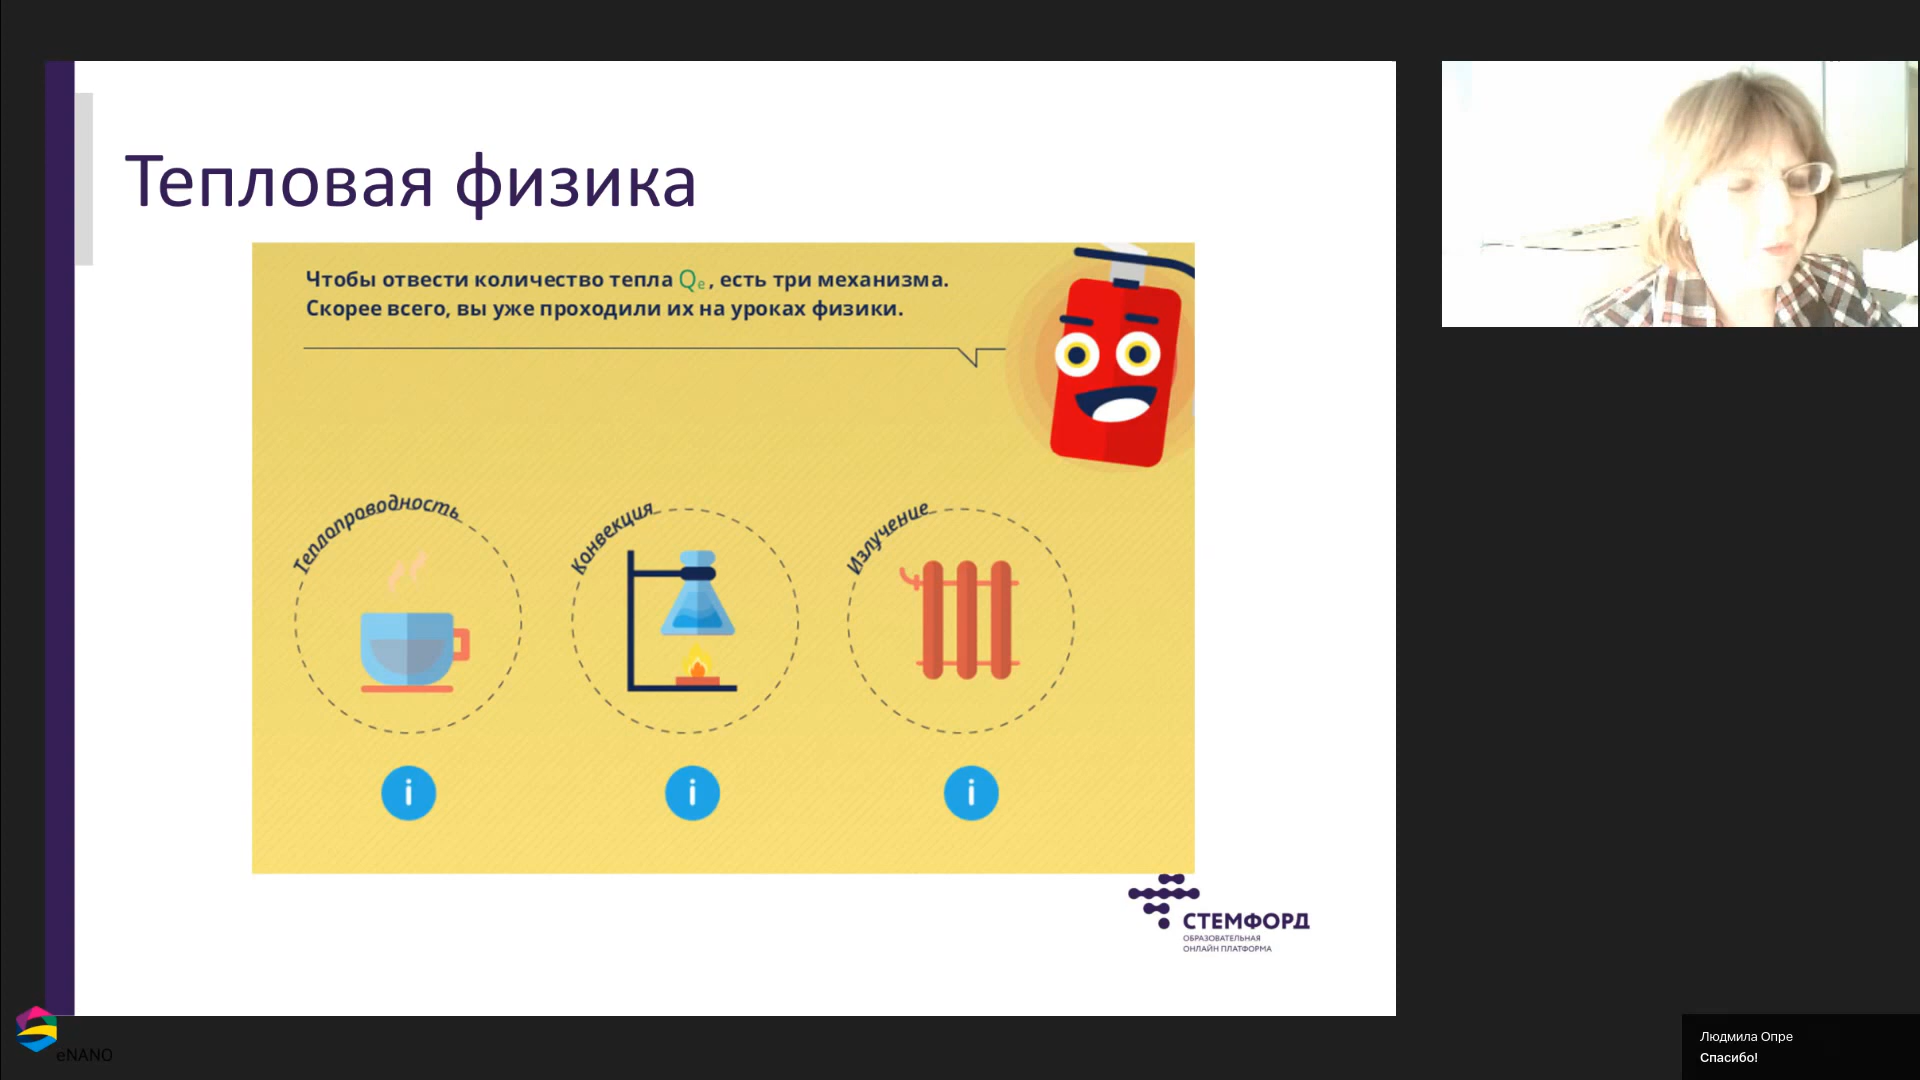 Тепловая физика
Чтобы отвести количество тепла Qe, есть три механизма.
Скорее всего, вы уже проходили их на уроках физики.
Теплопроводность
Конвекция
Излучение
i
i
i
СТЕМФОРД
ОБРАЗОВАТЕЛЬНАЯ
ОНЛАЙН ПЛАТФОРМА
eNANO
Людмила Опре
Спасибо!